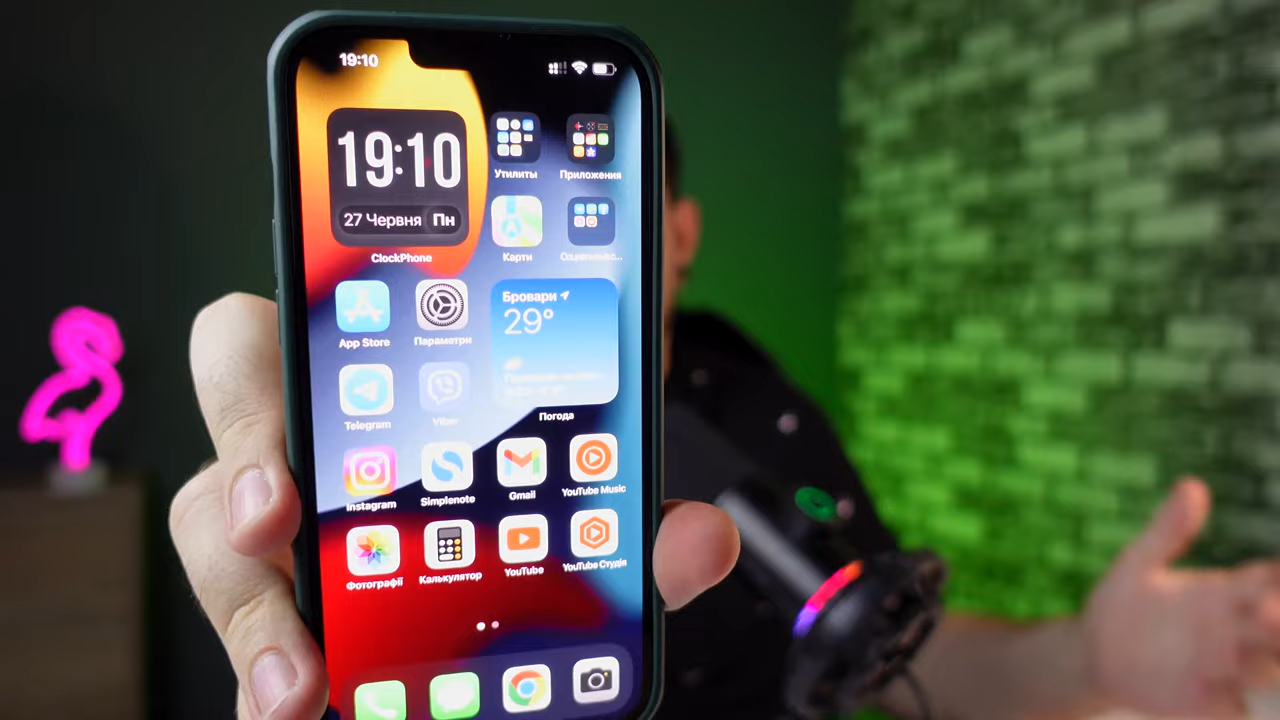 19:10
19:10
27 Червня Пн
ClockPhone
Утилиты
Приложения
Карти
App Store
Параметри
Бровари
29°
Telegram
Viber
Погода
Instagram
Simplenote
Gmail
YouTube Music
Фотографії
Калькулятор
YouTube
YouTube Студія